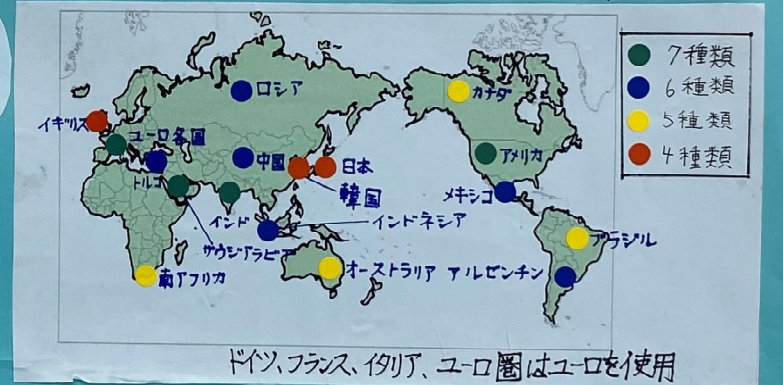 7種類
6種類
5種類
4種類
ロシア
カナダ
イギリス
ユーロ各国
中国
日本
アメリカ
トルコ
韓国
メキシコ
インド
インドネシア
サウジアラビア
ブラジル
南アフリカ
オーストラリア
アルゼンチン
ドイツ、フランス、イタリア、ユーロ圏はユーロを使用